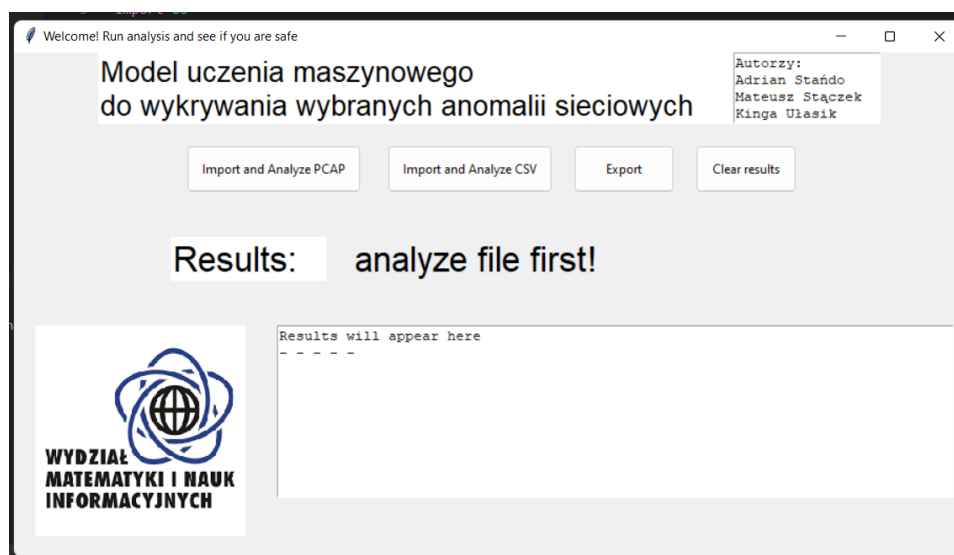 Welcome! Run analysis and see if you are safe
Model uczenia maszynowego
do wykrywania wybranych anomalii sieciowych
Autorzy:
Adrian Stańdo
Mateusz Stączek
Kinga Ułasik
Import and Analyze PCAP
Import and Analyze CSV
Export
Clear results
Results:
analyze file first!
Results will appear here
- - - - -
WYDZIAŁ
MATEMATYKI I NAUK
INFORMACYJNYCH